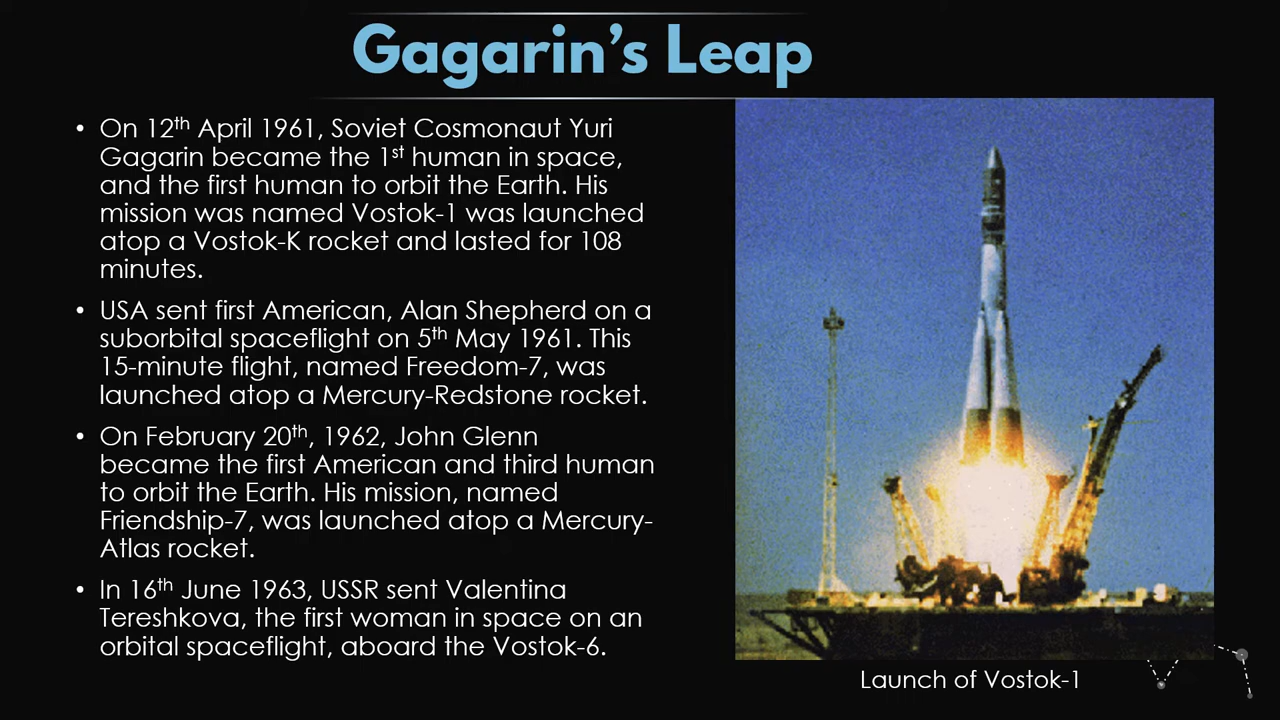 Gagarin’s Leap
• On 12th April 1961, Soviet Cosmonaut Yuri
Gagarin became the 1st human in space,
and the first human to orbit the Earth. His
mission was named Vostok-1 was launched
atop a Vostok-K rocket and lasted for 108
minutes.
• USA sent first American, Alan Shepherd on a
suborbital spaceflight on 5th May 1961. This
15-minute flight, named Freedom-7, was
launched atop a Mercury-Redstone rocket.
• On February 20th, 1962, John Glenn
became the first American and third human
to orbit the Earth. His mission, named
Friendship-7, was launched atop a Mercury-
Atlas rocket.
• In 16th June 1963, USSR sent Valentina
Tereshkova, the first woman in space on an
orbital spaceflight, aboard the Vostok-6.
Launch of Vostok-1